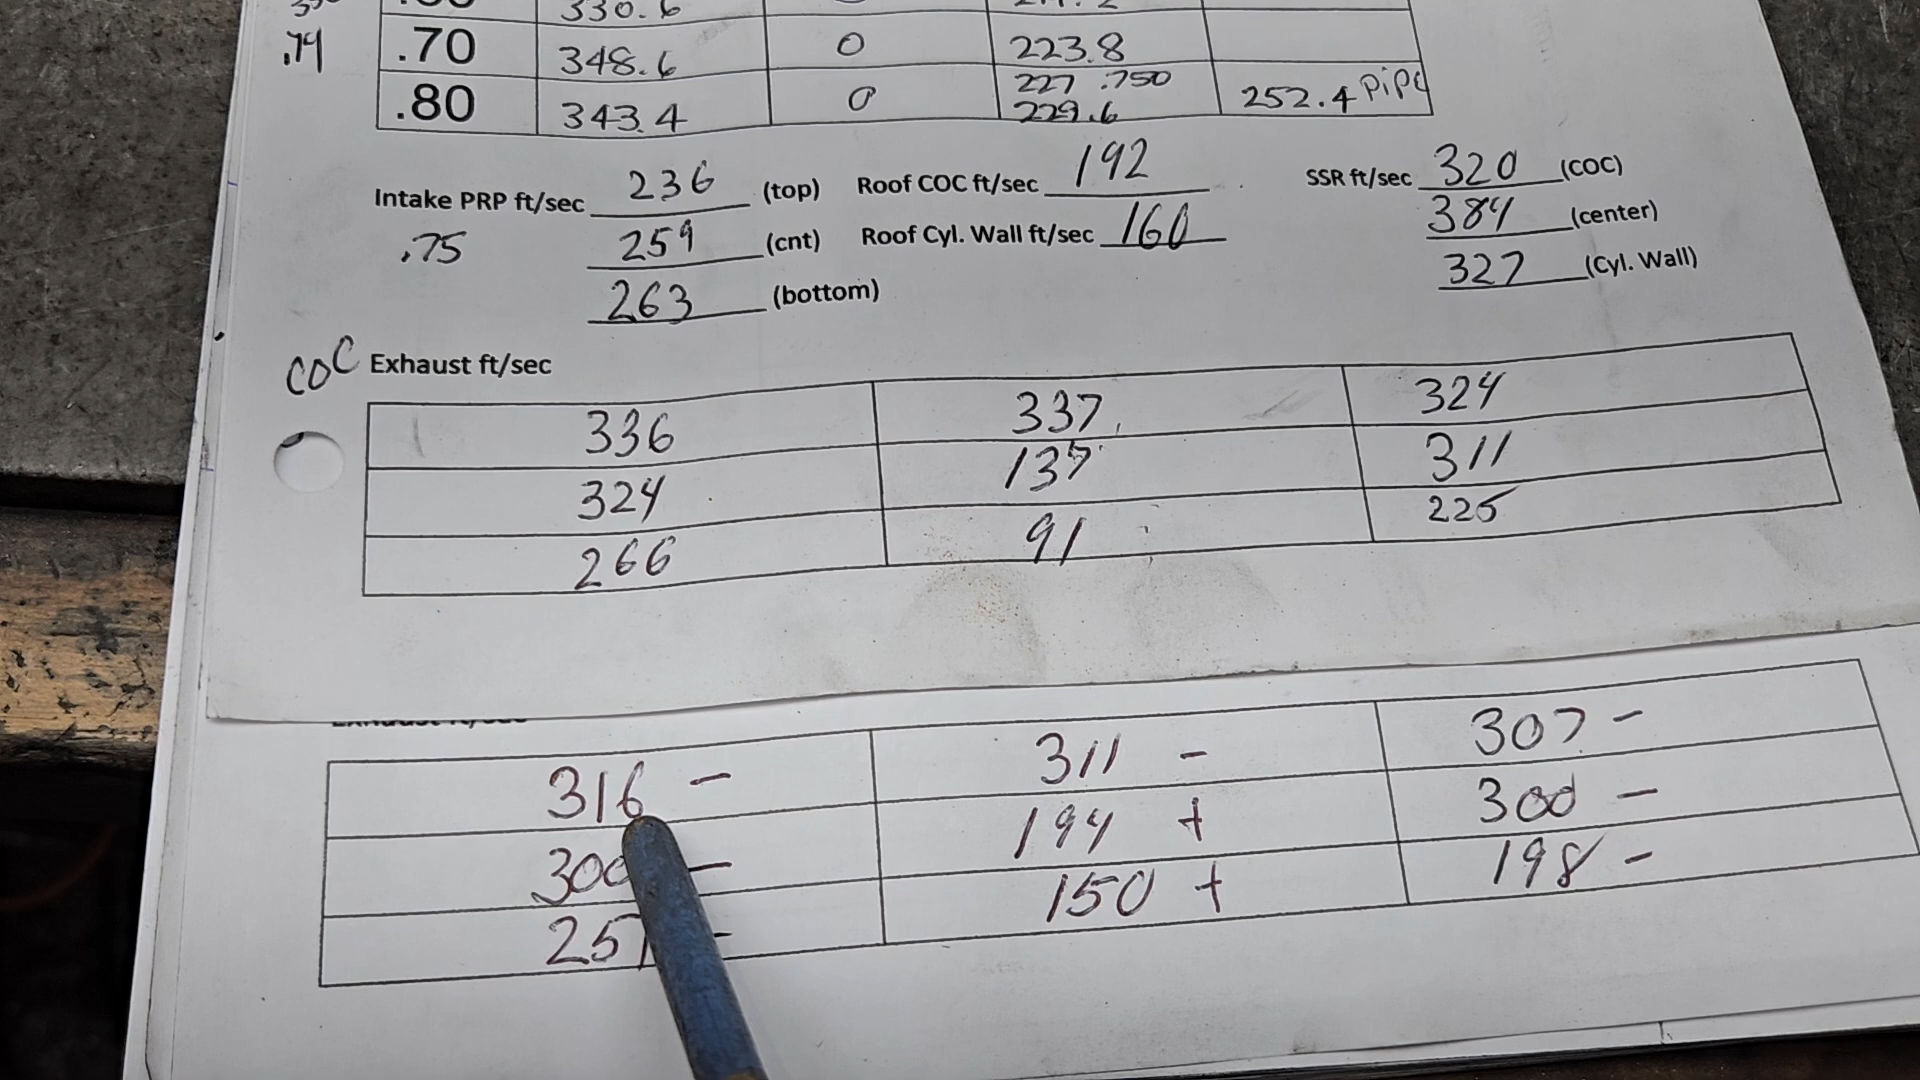 330.6
.74 .70 348.6 0 223.8
227 .750
.80 343.4 0 229.6 252.4 pipe
Intake PRP ft/sec 236 (top) Roof COC ft/sec 192 SSR ft/sec 320 (COC)
.75 259 (cnt) Roof Cyl. Wall ft/sec 160 384 (center)
263 (bottom) 327 (Cyl. Wall)
COC Exhaust ft/sec
336 337 324
324 137 311
266 91 225
316 - 311 - 307 -
300 - 194 + 300 -
150 + 198 -